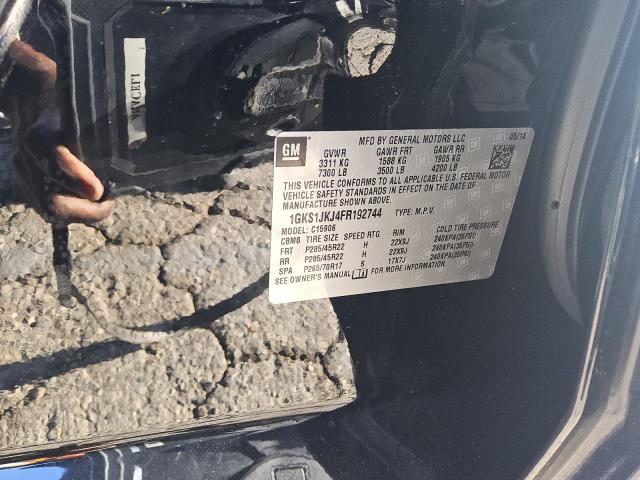 GM
MFD BY GENERAL MOTORS LLC 05/14
GVWR GAWR FRT GAWR RR
3311 KG 1588 KG 1905 KG
7300 LB 3500 LB 4200 LB
THIS VEHICLE CONFORMS TO ALL APPLICABLE U.S. FEDERAL MOTOR
VEHICLE SAFETY STANDARDS IN EFFECT ON THE DATE OF
MANUFACTURE SHOWN ABOVE.
1GKS1JKJ4FR192744 TYPE: M.P.V.
MODEL: C15906
CBM8 TIRE SIZE SPEED RTG RIM COLD TIRE PRESSURE
FRT P285/45R22 H 22X9J 240KPA(35PSI)
RR P285/45R22 H 22X9J 240KPA(35PSI)
SPA P265/70R17 S 17X7J 240KPA(35PSI)
SEE OWNER'S MANUAL FOR MORE INFORMATION.